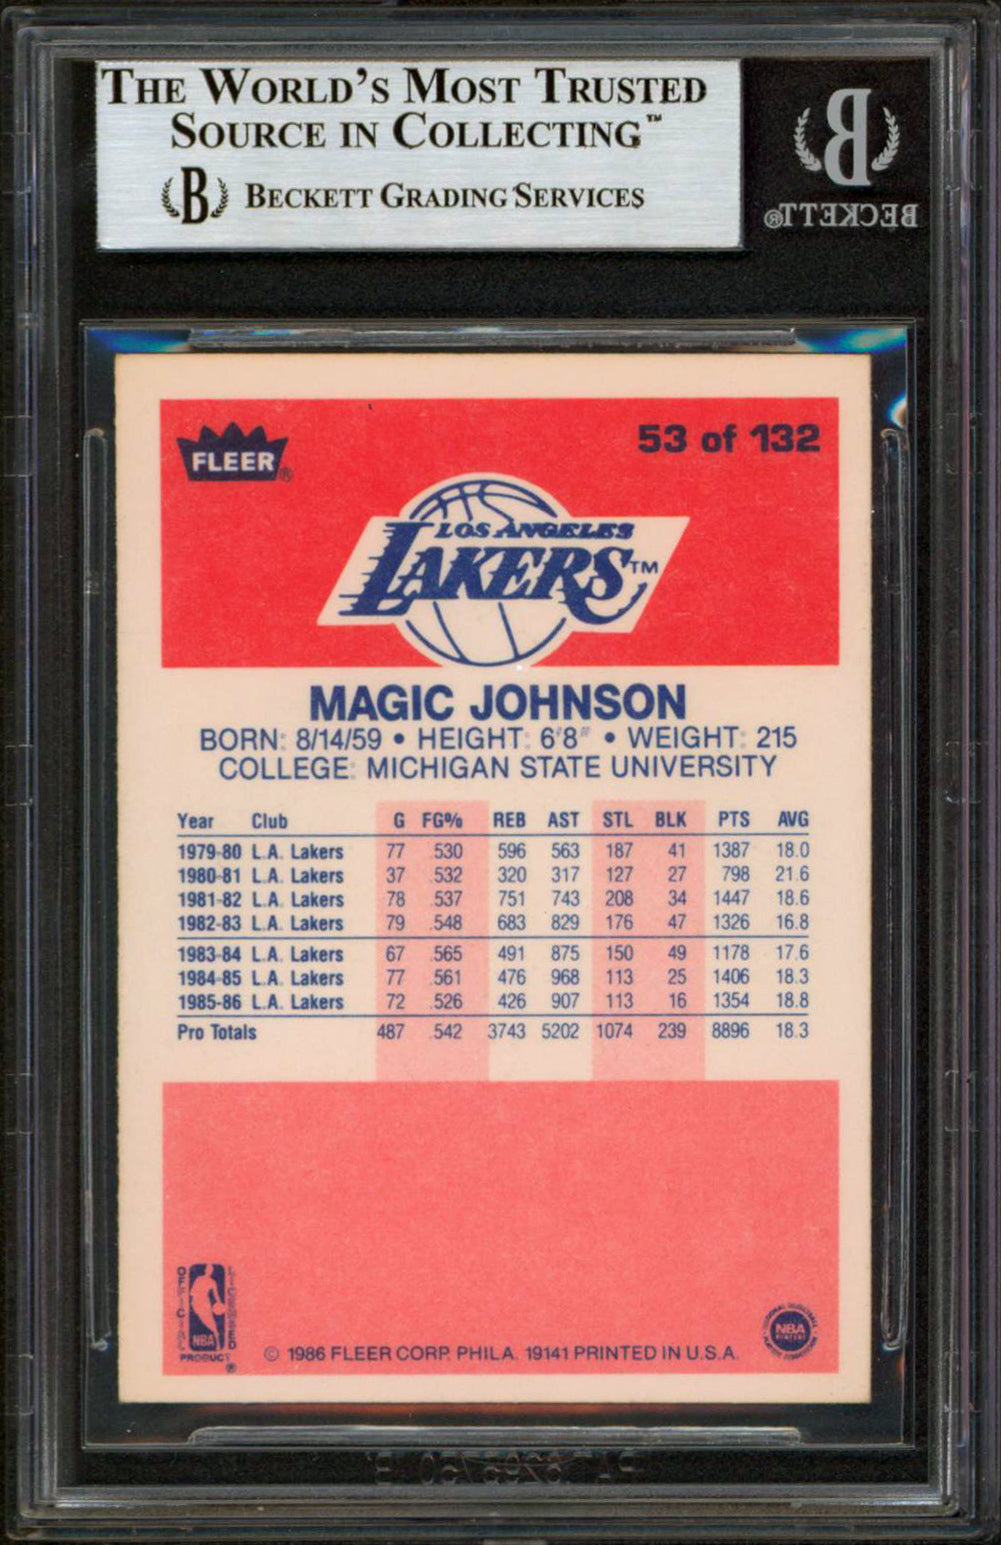 THE WORLD'S MOST TRUSTED
SOURCE IN COLLECTING™
B BECKETT GRADING SERVICES
B
BECKETT®
FLEER®
53 of 132
LOS ANGELES
LAKERS™
MAGIC JOHNSON
BORN: 8/14/59 • HEIGHT: 6'8" • WEIGHT: 215
COLLEGE: MICHIGAN STATE UNIVERSITY
Year Club G FG% REB AST STL BLK PTS AVG
1979-80 L.A. Lakers 77 .530 596 563 187 41 1387 18.0
1980-81 L.A. Lakers 37 .532 320 317 127 27 798 21.6
1981-82 L.A. Lakers 78 .537 751 743 208 34 1447 18.6
1982-83 L.A. Lakers 79 .548 683 829 176 47 1326 16.8
1983-84 L.A. Lakers 67 .565 491 875 150 49 1178 17.6
1984-85 L.A. Lakers 77 .561 476 968 113 25 1406 18.3
1985-86 L.A. Lakers 72 .526 426 907 113 16 1354 18.8
Pro Totals 487 .542 3743 5202 1074 239 8896 18.3
OFFICIAL
LICENSED
NBA
PRODUCT®
© 1986 FLEER CORP. PHILA. 19141 PRINTED IN U.S.A.
NBA